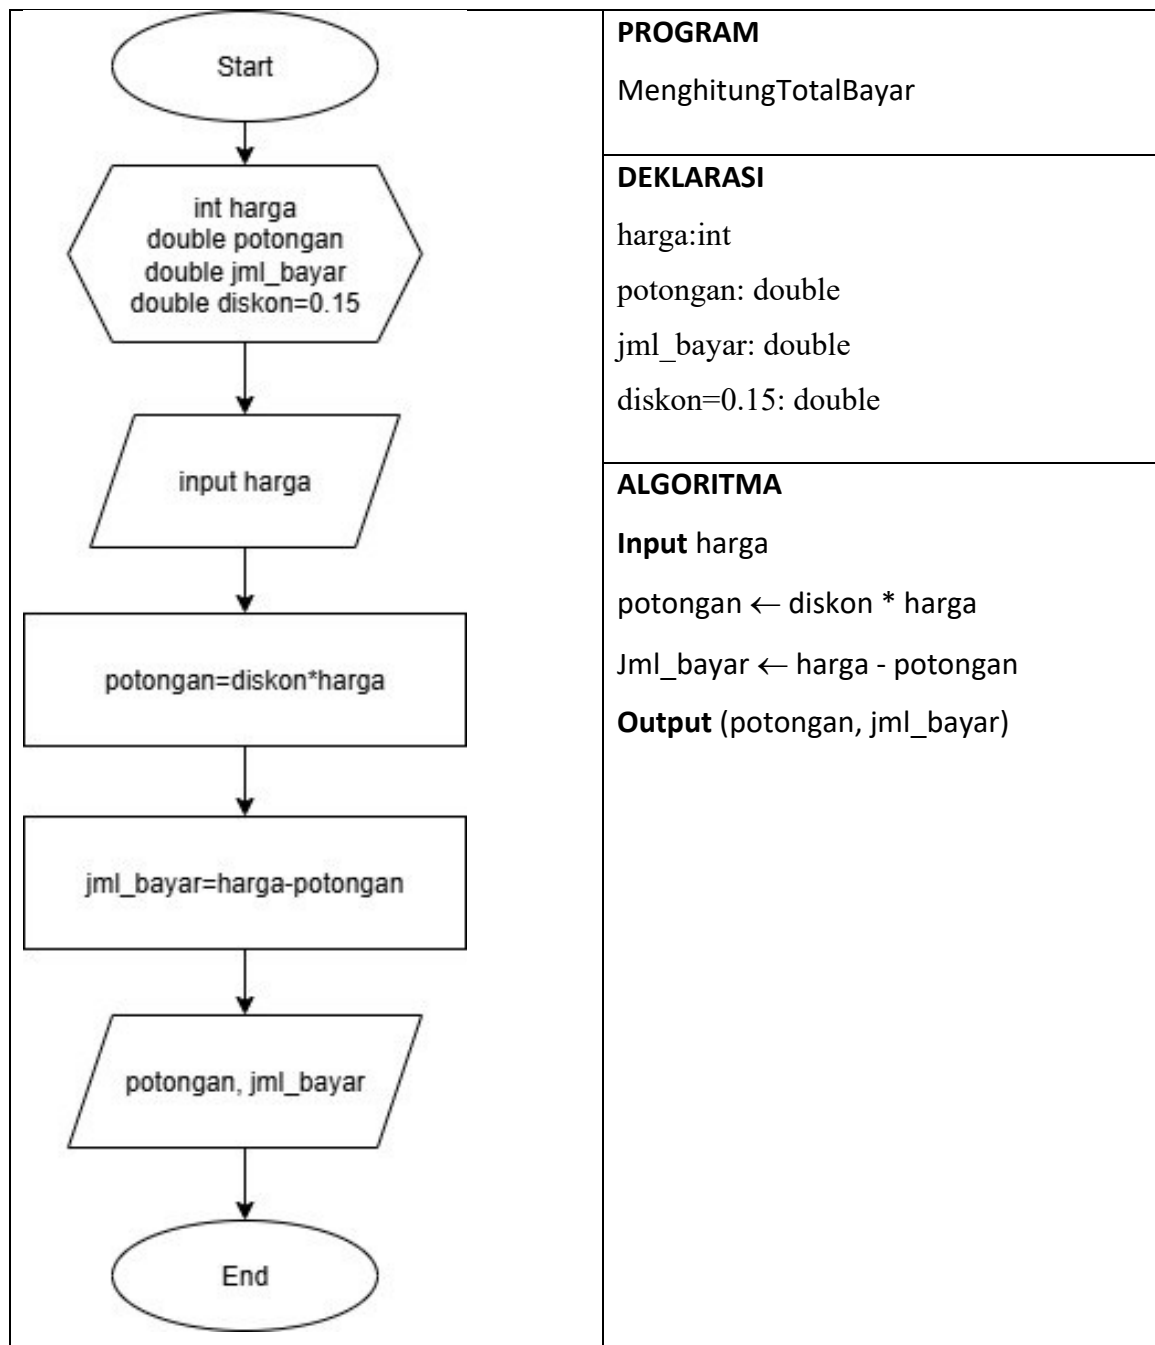 Start
int harga
double potongan
double jml_bayar
double diskon=0.15
input harga
potongan=diskon*harga
jml_bayar=harga-potongan
potongan, jml_bayar
End
PROGRAM
MenghitungTotalBayar
DEKLARASI
harga:int
potongan: double
jml_bayar: double
diskon=0.15: double
ALGORITMA
Input harga
potongan ← diskon * harga
Jml_bayar ← harga - potongan
Output (potongan, jml_bayar)